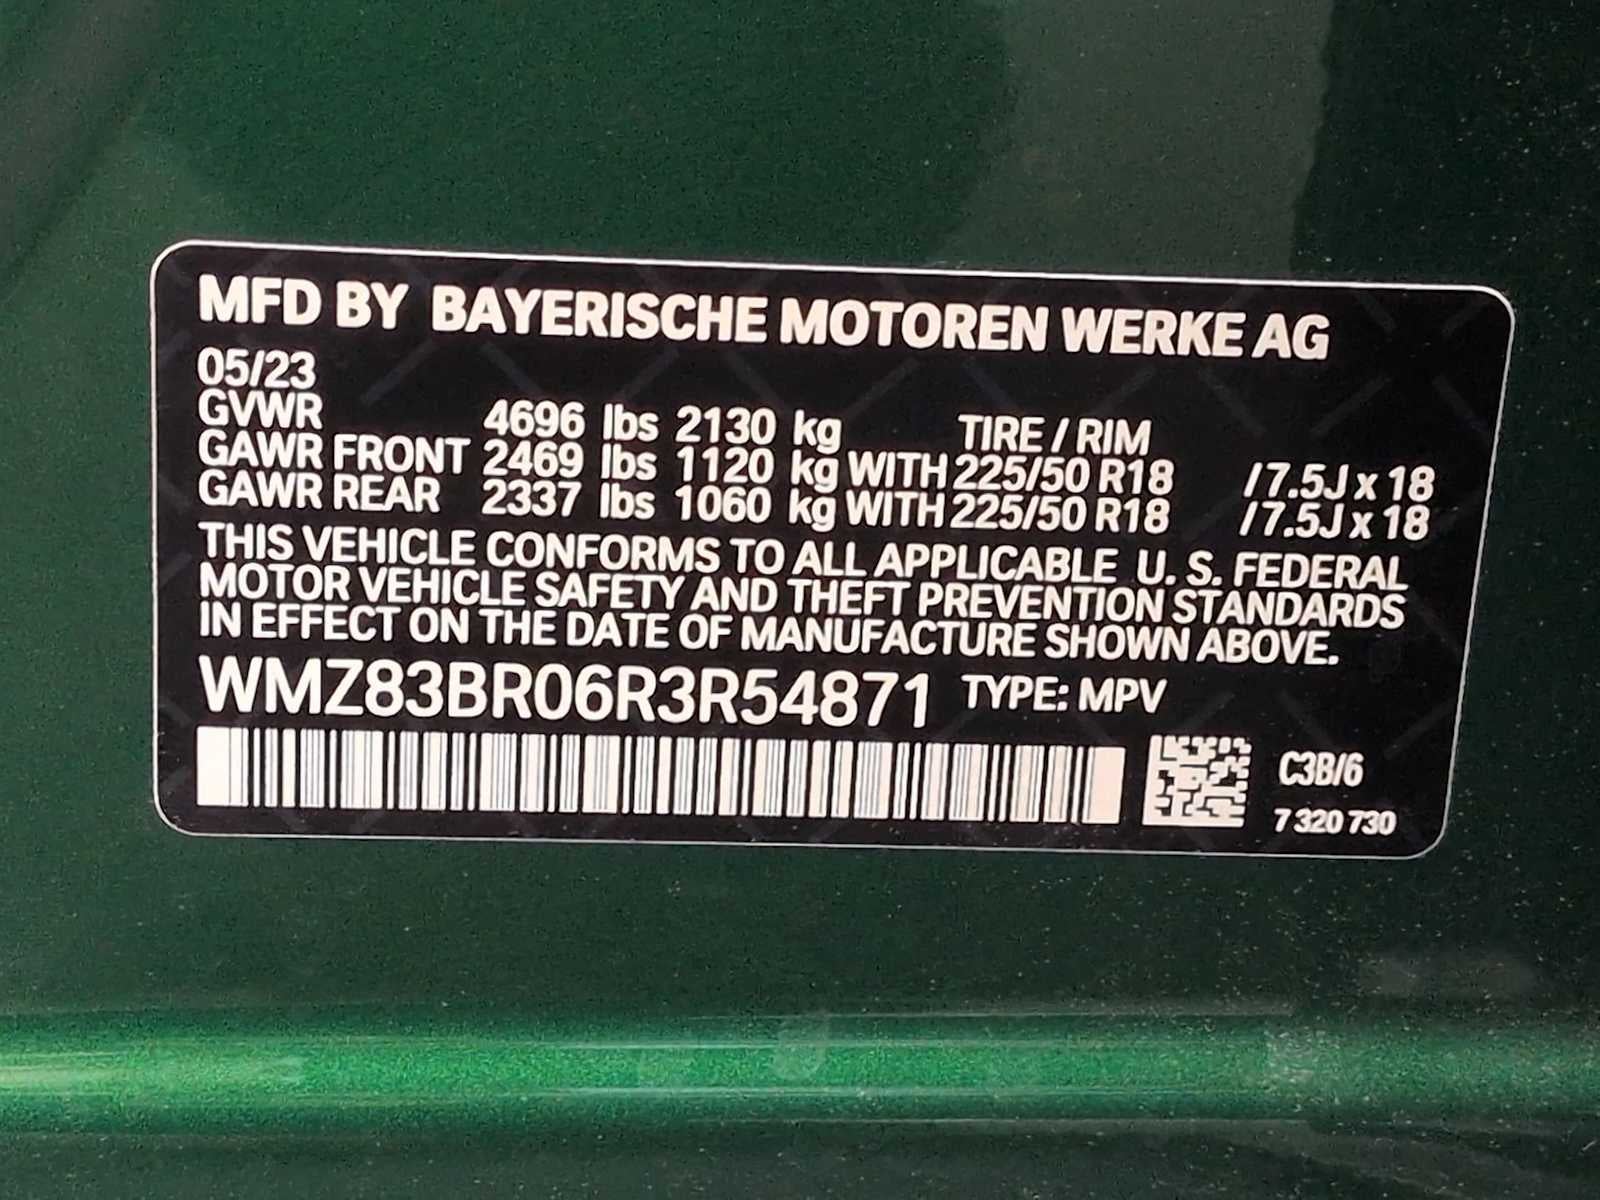 MFD BY BAYERISCHE MOTOREN WERKE AG
05/23
GVWR 4696 lbs 2130 kg TIRE / RIM
GAWR FRONT 2469 lbs 1120 kg WITH 225/50 R18 /7.5J x 18
GAWR REAR 2337 lbs 1060 kg WITH 225/50 R18 /7.5J x 18
THIS VEHICLE CONFORMS TO ALL APPLICABLE U. S. FEDERAL
MOTOR VEHICLE SAFETY AND THEFT PREVENTION STANDARDS
IN EFFECT ON THE DATE OF MANUFACTURE SHOWN ABOVE.
WMZ83BR06R3R54871 TYPE: MPV
C3B/6
7 320 730